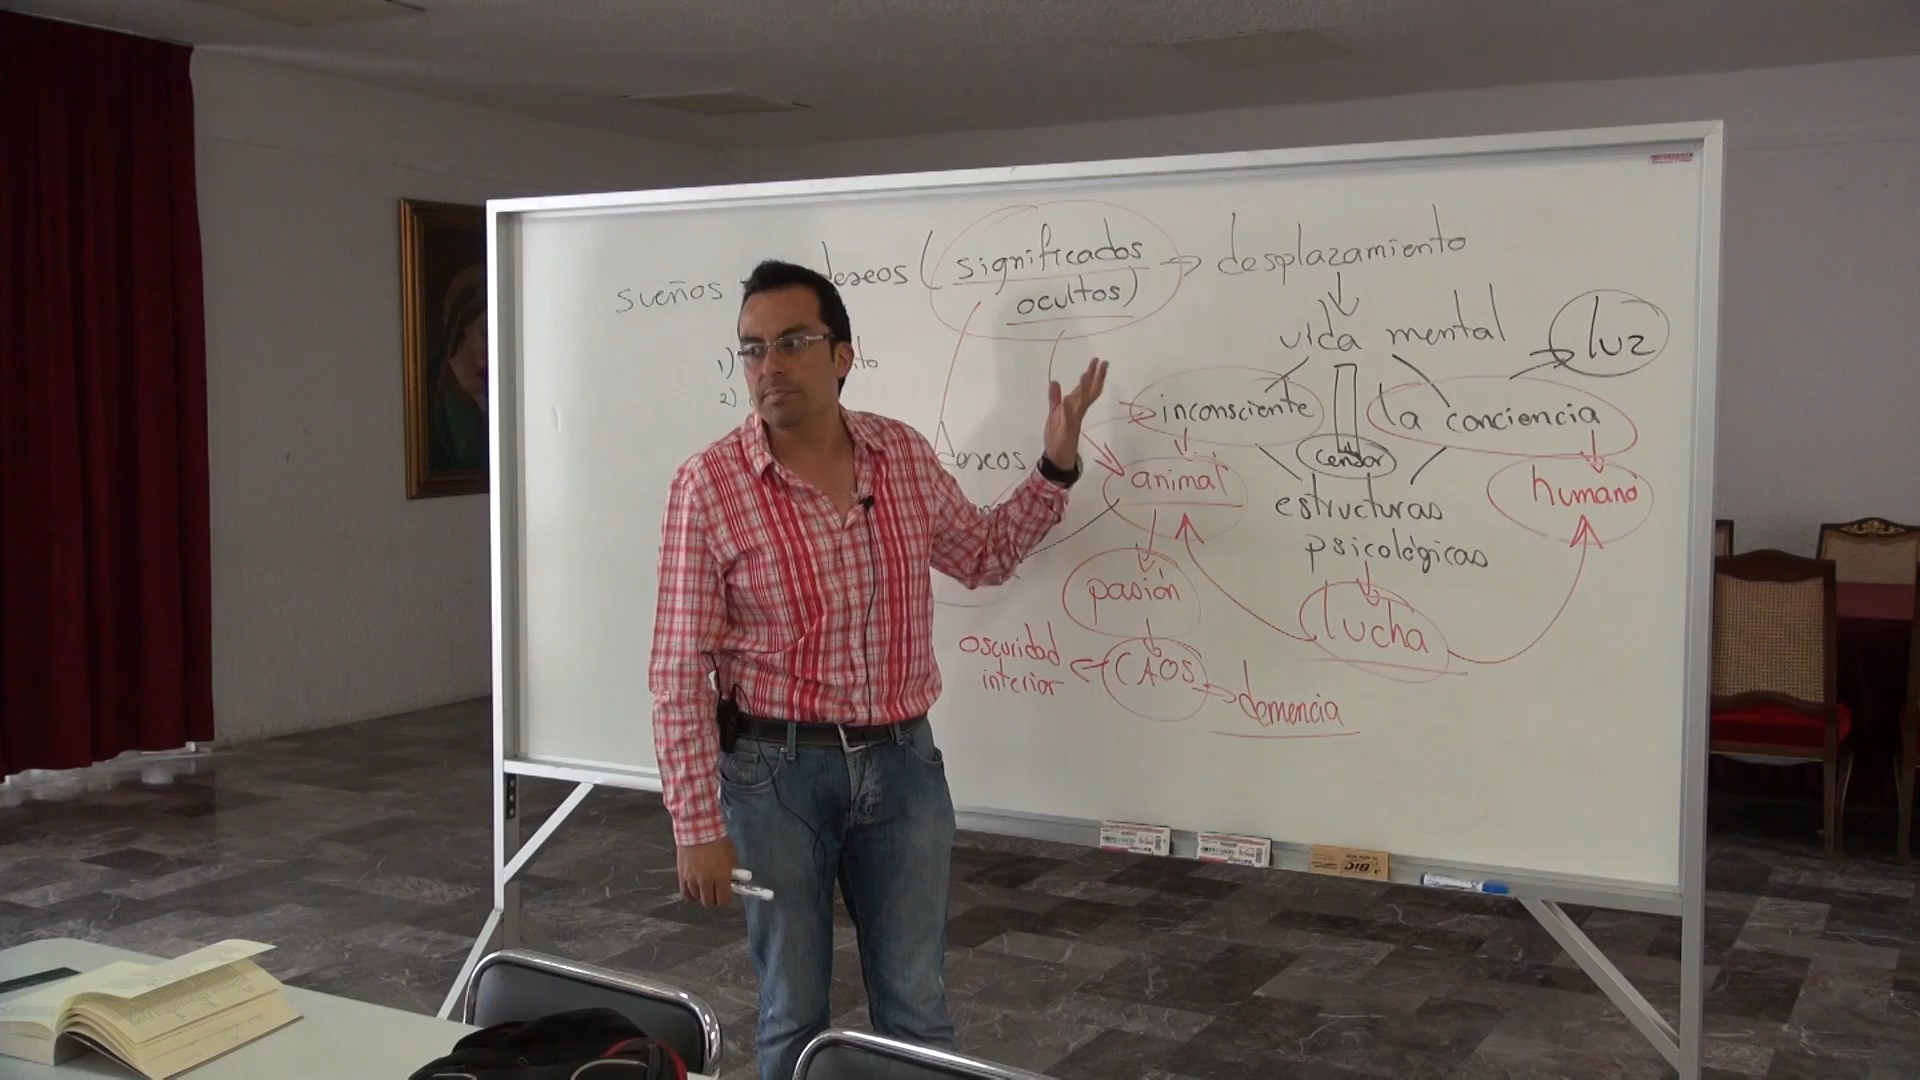 sueños deseos (significados → desplazamiento
ocultos)
vida mental → luz
1)
2)
→ inconsciente
la conciencia
deseos
censor
animal
humano
estructuras
psicológicas
pasión
lucha
oscuridad
interior
CAOS
demencia
BIC